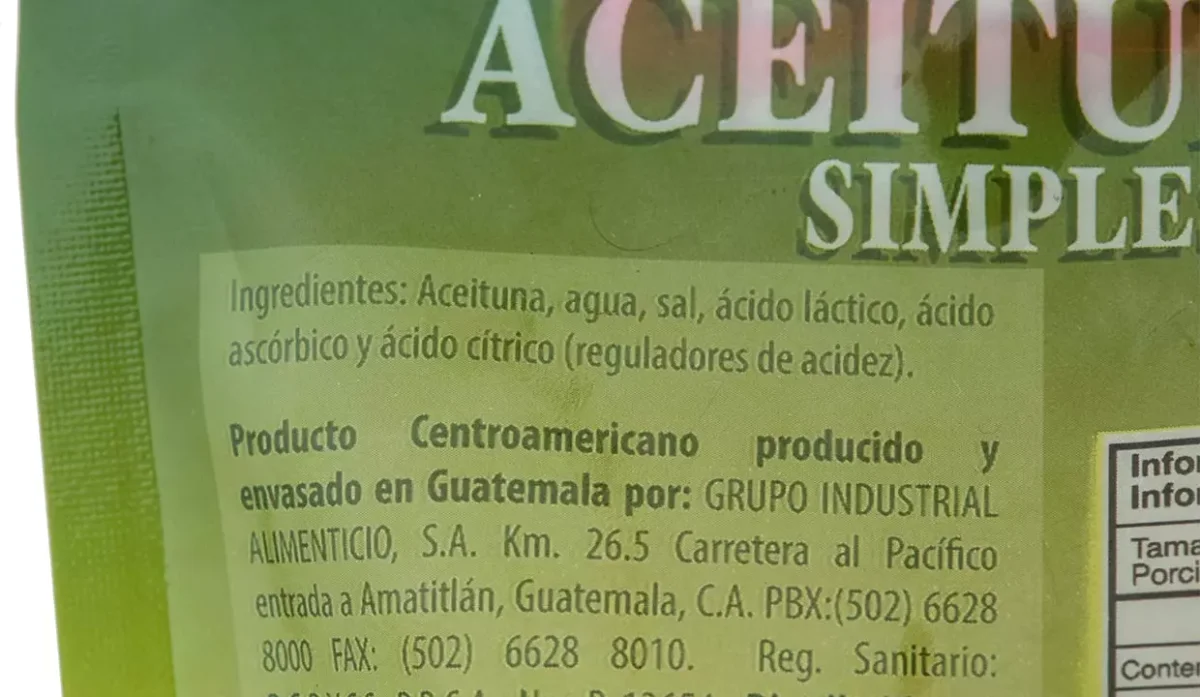 ACEITU
SIMPLE
Ingredientes: Aceituna, agua, sal, ácido láctico, ácido
ascórbico y ácido cítrico (reguladores de acidez).
Producto Centroamericano producido y
envasado en Guatemala por: GRUPO INDUSTRIAL
ALIMENTICIO, S.A. Km. 26.5 Carretera al Pacífico
entrada a Amatitlán, Guatemala, C.A. PBX:(502) 6628
8000 FAX: (502) 6628 8010. Reg. Sanitario:
Infor
Infor
Tama
Porci
Conte